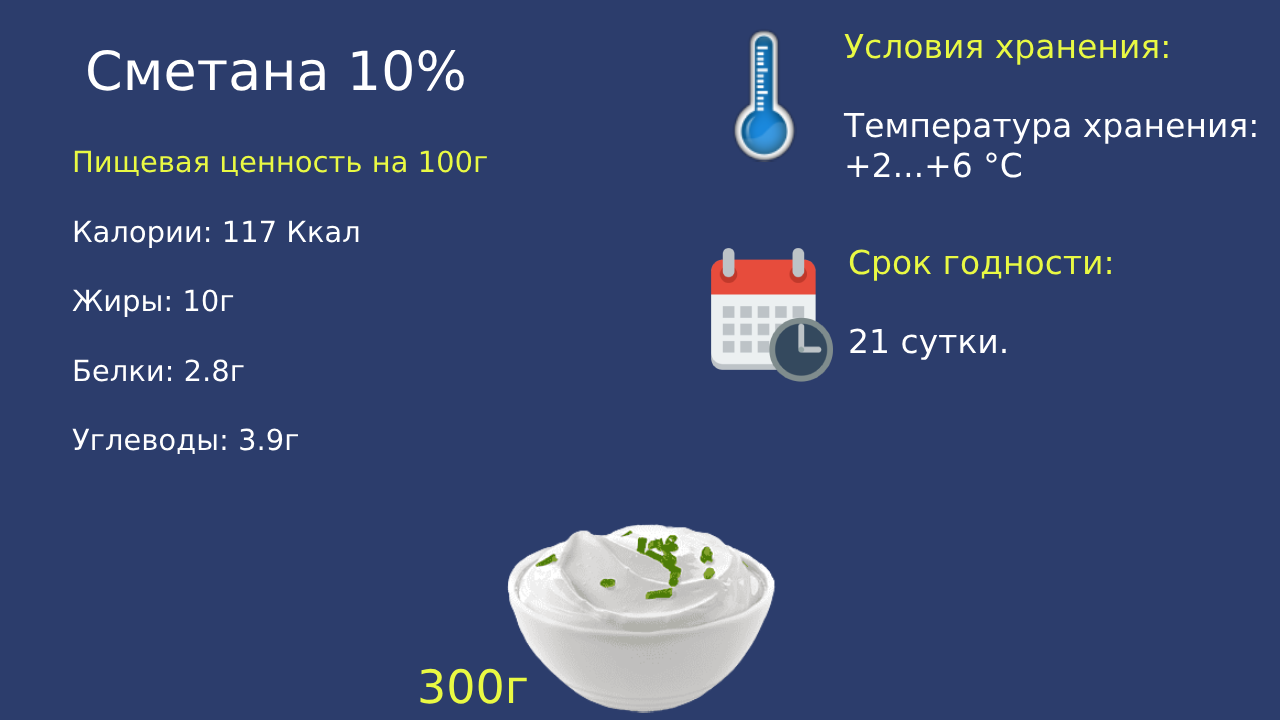 Сметана 10%
Пищевая ценность на 100г
Калории: 117 Ккал
Жиры: 10г
Белки: 2.8г
Углеводы: 3.9г
Условия хранения:
Температура хранения:
+2...+6 °C
Срок годности:
21 сутки.
300г